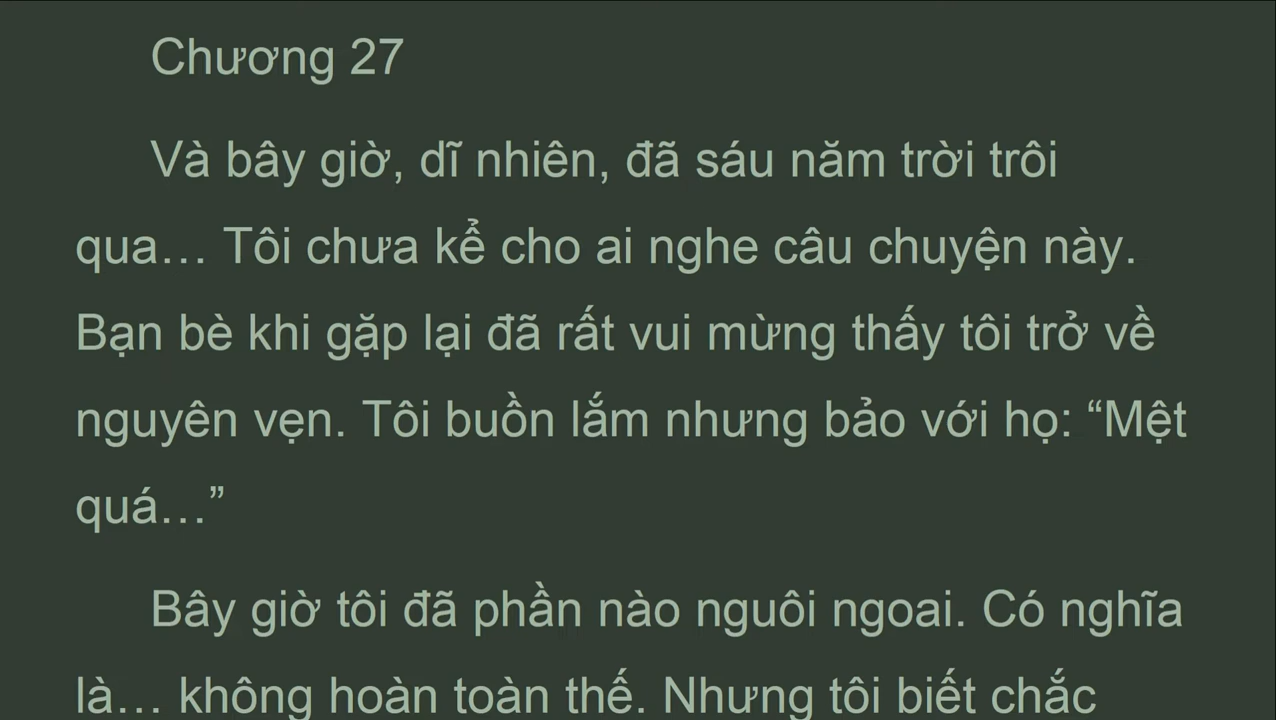 Chương 27
Và bây giờ, dĩ nhiên, đã sáu năm trời trôi
qua… Tôi chưa kể cho ai nghe câu chuyện này.
Bạn bè khi gặp lại đã rất vui mừng thấy tôi trở về
nguyên vẹn. Tôi buồn lắm nhưng bảo với họ: “Mệt
quá…”
Bây giờ tôi đã phần nào nguôi ngoai. Có nghĩa
là… không hoàn toàn thế. Nhưng tôi biết chắc